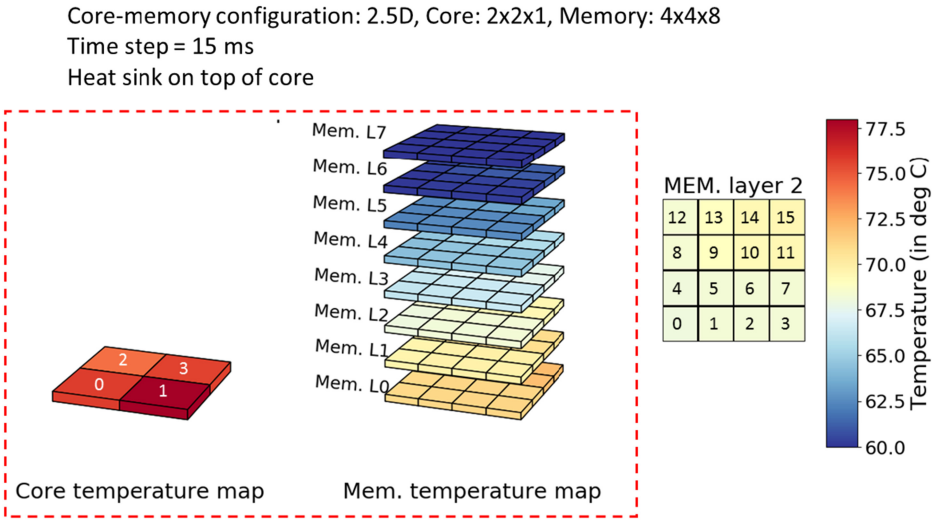 Core-memory configuration: 2.5D, Core: 2x2x1, Memory: 4x4x8
Time step = 15 ms
Heat sink on top of core
Mem. L7
Mem. L6
Mem. L5
Mem. L4
Mem. L3
Mem. L2
Mem. L1
Mem. L0
2
3
0
1
Core temperature map
Mem. temperature map
MEM. layer 2
12 13 14 15
8 9 10 11
4 5 6 7
0 1 2 3
77.5
75.0
72.5
70.0
67.5
65.0
62.5
60.0
Temperature (in deg C)